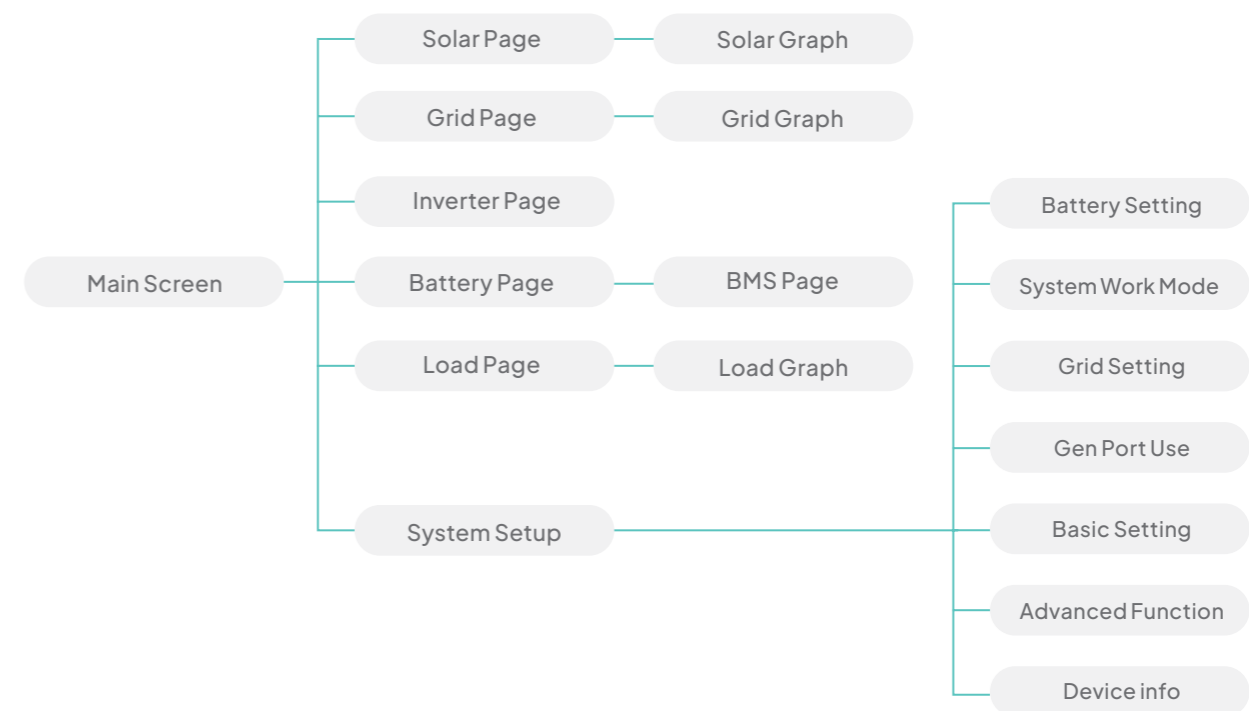 Main Screen
Solar Page
Solar Graph
Grid Page
Grid Graph
Inverter Page
Battery Page
BMS Page
Load Page
Load Graph
System Setup
Battery Setting
System Work Mode
Grid Setting
Gen Port Use
Basic Setting
Advanced Function
Device info